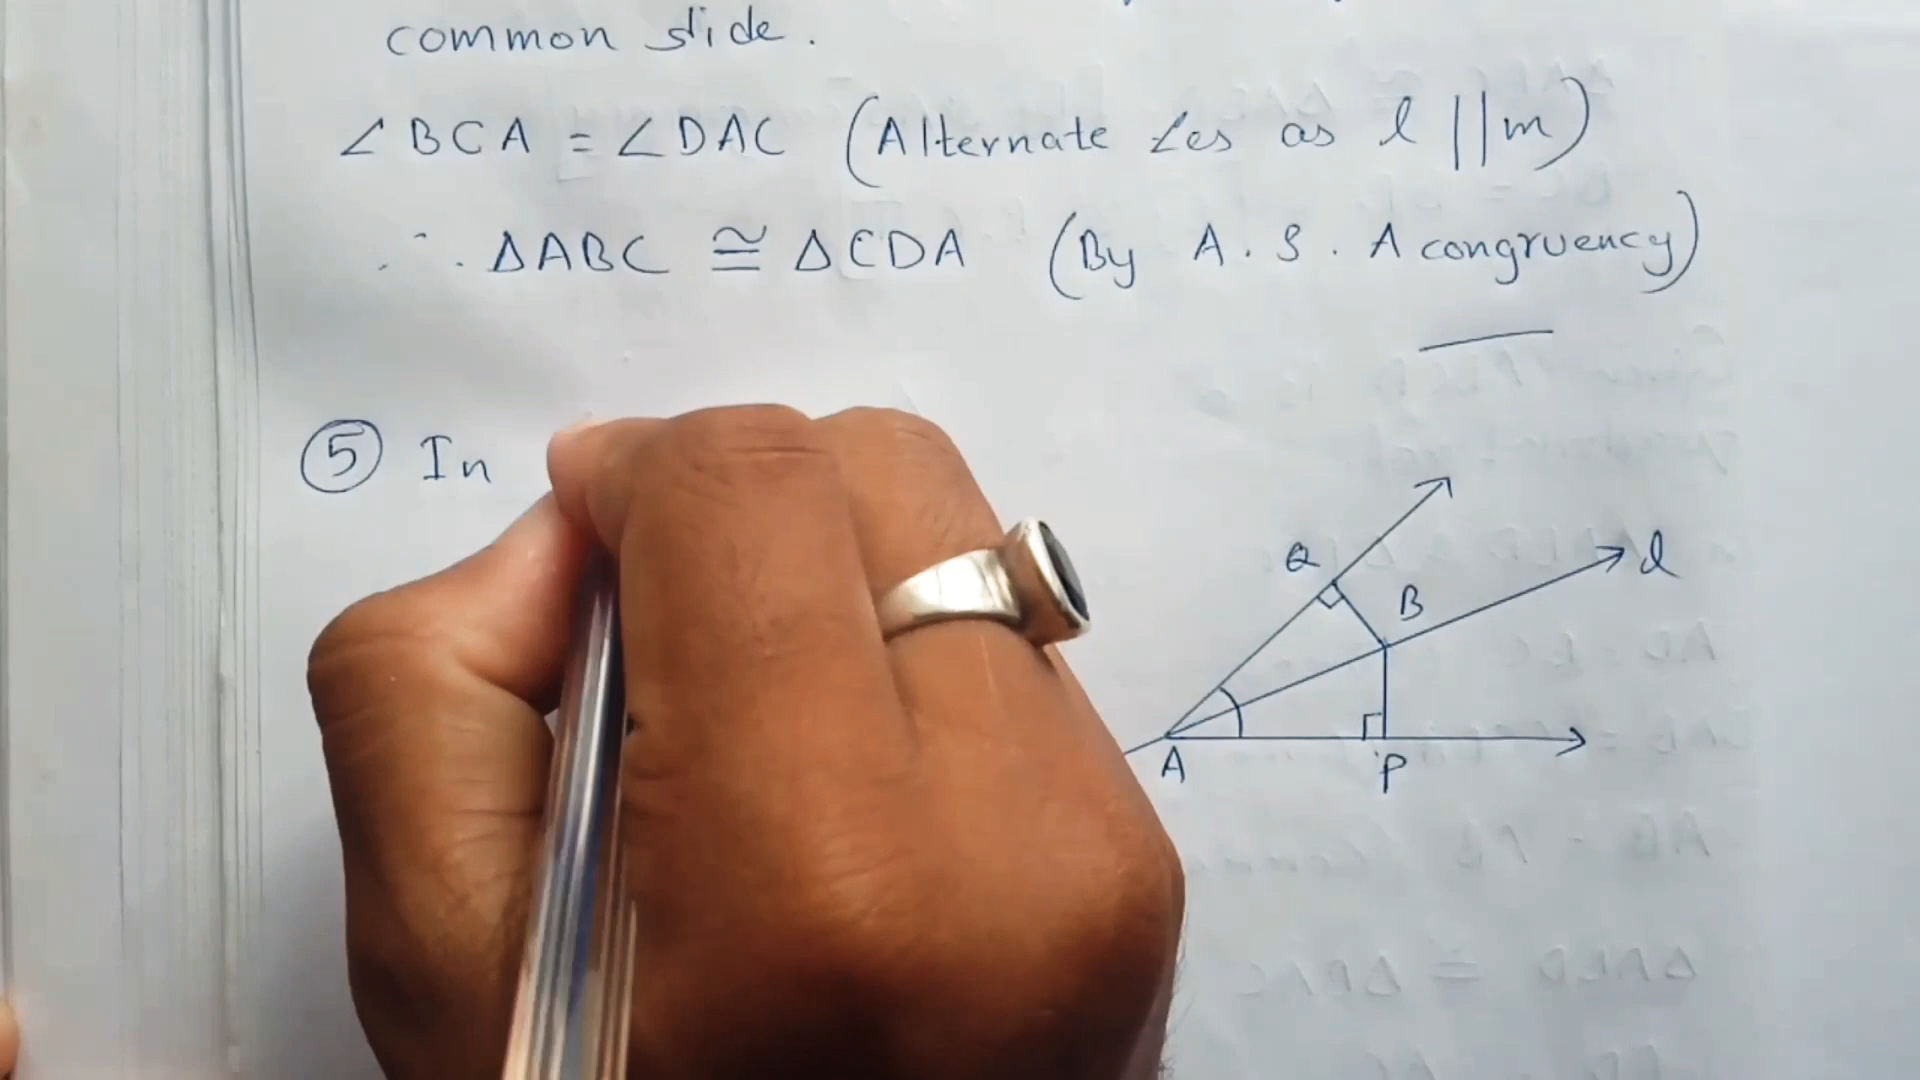 common side.
∠BCA = ∠DAC (Alternate ∠es as l || m)
∴ ΔABC ≅ ΔCDA (By A.S.A congruency)
⑤ In
Q
l
B
A
P